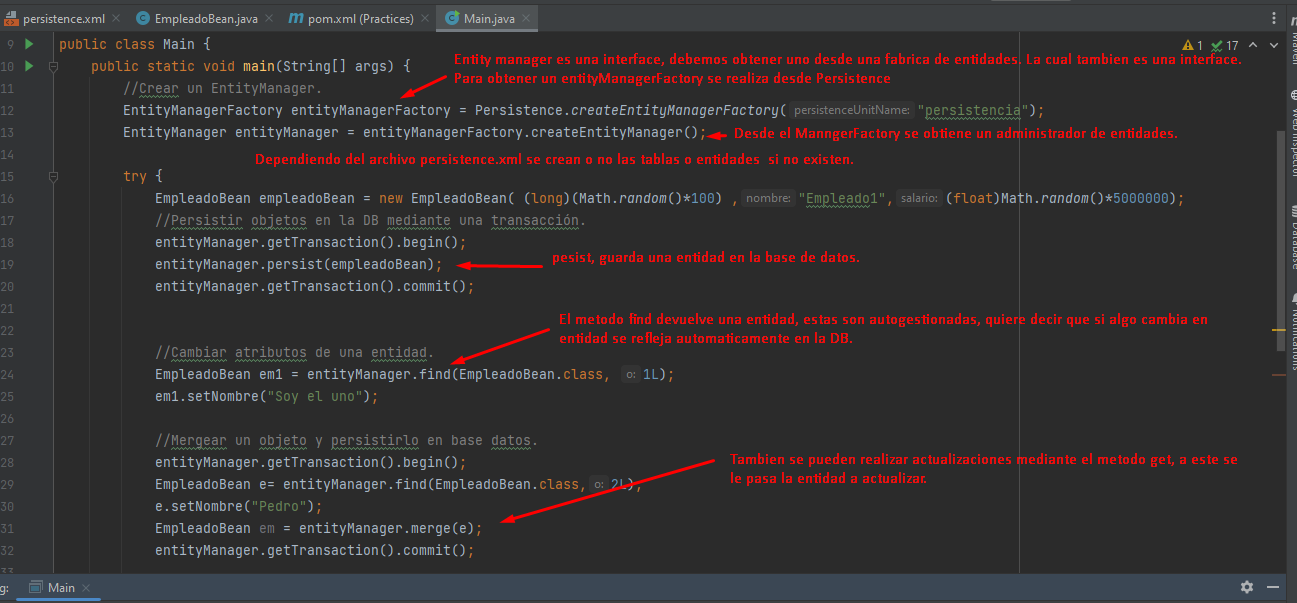 persistence.xml EmpleadoBean.java pom.xml (Practices) Main.java
9 public class Main { 1 17
10 public static void main(String[] args) {
Entity manager es una interface, debemos obtener uno desde una fabrica de entidades. La cual tambien es una interface.
Para obtener un entityManagerFactory se realiza desde Persistence
11 //Crear un EntityManager.
12 EntityManagerFactory entityManagerFactory = Persistence.createEntityManagerFactory( persistenceUnitName: "persistencia");
13 EntityManager entityManager = entityManagerFactory.createEntityManager();
Desde el ManngerFactory se obtiene un administrador de entidades.
14
Dependiendo del archivo persistence.xml se crean o no las tablas o entidades si no existen.
15 try {
16 EmpleadoBean empleadoBean = new EmpleadoBean( (long)(Math.random()*100) , nombre: "Empleado1", salario: (float)Math.random()*5000000);
17 //Persistir objetos en la DB mediante una transacción.
18 entityManager.getTransaction().begin();
19 entityManager.persist(empleadoBean);
pesist, guarda una entidad en la base de datos.
20 entityManager.getTransaction().commit();
21
22
El metodo find devuelve una entidad, estas son autogestionadas, quiere decir que si algo cambia en
entidad se refleja automaticamente en la DB.
23 //Cambiar atributos de una entidad.
24 EmpleadoBean em1 = entityManager.find(EmpleadoBean.class, o: 1L);
25 em1.setNombre("Soy el uno");
26
27 //Mergear un objeto y persistirlo en base datos.
28 entityManager.getTransaction().begin();
Tambien se pueden realizar actualizaciones mediante el metodo get, a este se
le pasa la entidad a actualizar.
29 EmpleadoBean e= entityManager.find(EmpleadoBean.class, o: 2L);
30 e.setNombre("Pedro");
31 EmpleadoBean em = entityManager.merge(e);
32 entityManager.getTransaction().commit();
33
Web Inspector
Database
Notifications
g: Main